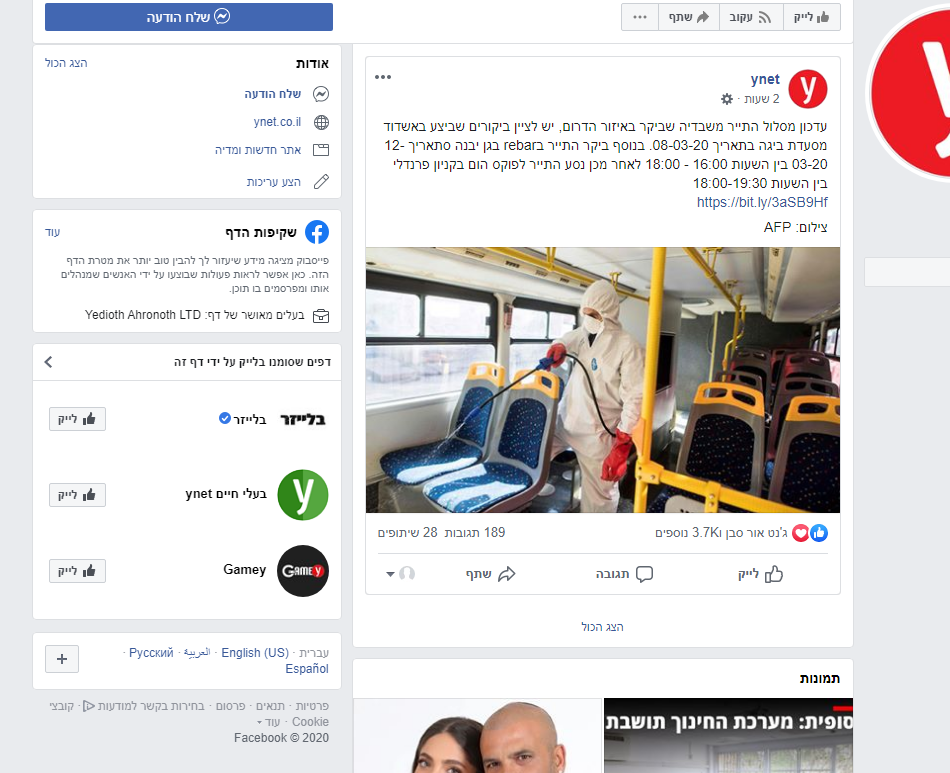 לייק
עקוב
שתף
שלח הודעה
ynet
2 שעות ·
עדכון מסלול התייר משבדיה שביקר באיזור הדרום, יש לציין ביקורים שביצע באשדוד
מסעדת ביגה בתאריך 08-03-20. בנוסף ביקר התייר בrebar בגן יבנה סתאריך 12-
03-20 בין השעות 16:00 - 18:00 לאחר מכן נסע התייר לפוקס הום בקניון פרנדלי
בין השעות 18:00-19:30
https://bit.ly/3aSB9Hf
צילום: AFP
ג'נט אור סבן ו3.7K נוספים
189 תגובות 28 שיתופים
לייק
תגובה
שתף
הצג הכול
תמונות
סופית: מערכת החינוך תושבת
אודות
הצג הכול
שלח הודעה
ynet.co.il
אתר חדשות ומדיה
הצע עריכות
שקיפות הדף
עוד
פייסבוק מציגה מידע שיעזור לך להבין טוב יותר את מטרת הדף
הזה. כאן אפשר לראות פעולות שבוצעו על ידי האנשים שמנהלים
אותו ומפרסמים בו תוכן.
בעלים מאושר של דף: Yedioth Ahronoth LTD
דפים שסומנו בלייק על ידי דף זה
בלייזר
בלייזר
לייק
y
בעלי חיים ynet
לייק
GAMEY
Gamey
לייק
עברית · English (US) · العربية · Русский ·
Español
פרטיות · תנאים · פרסום · בחירות בקשר למודעות · קובצי
Cookie · עוד
Facebook © 2020